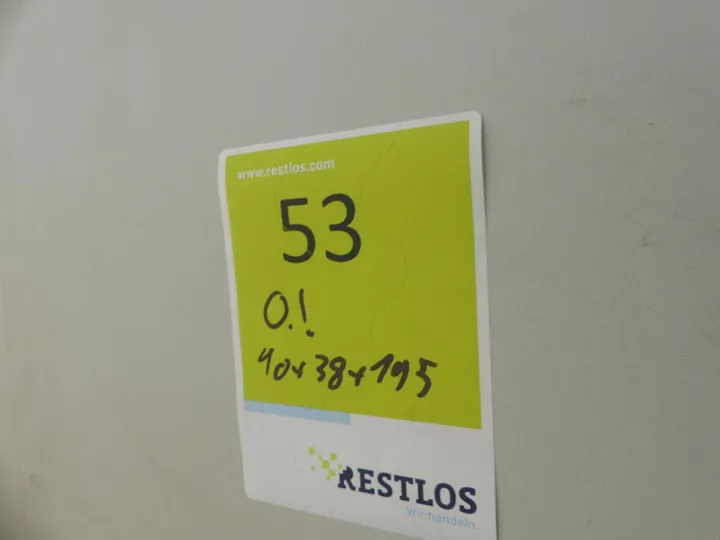 www.restlos.com
53
O.!
40x38x195
RESTLOS
Wir handeln.